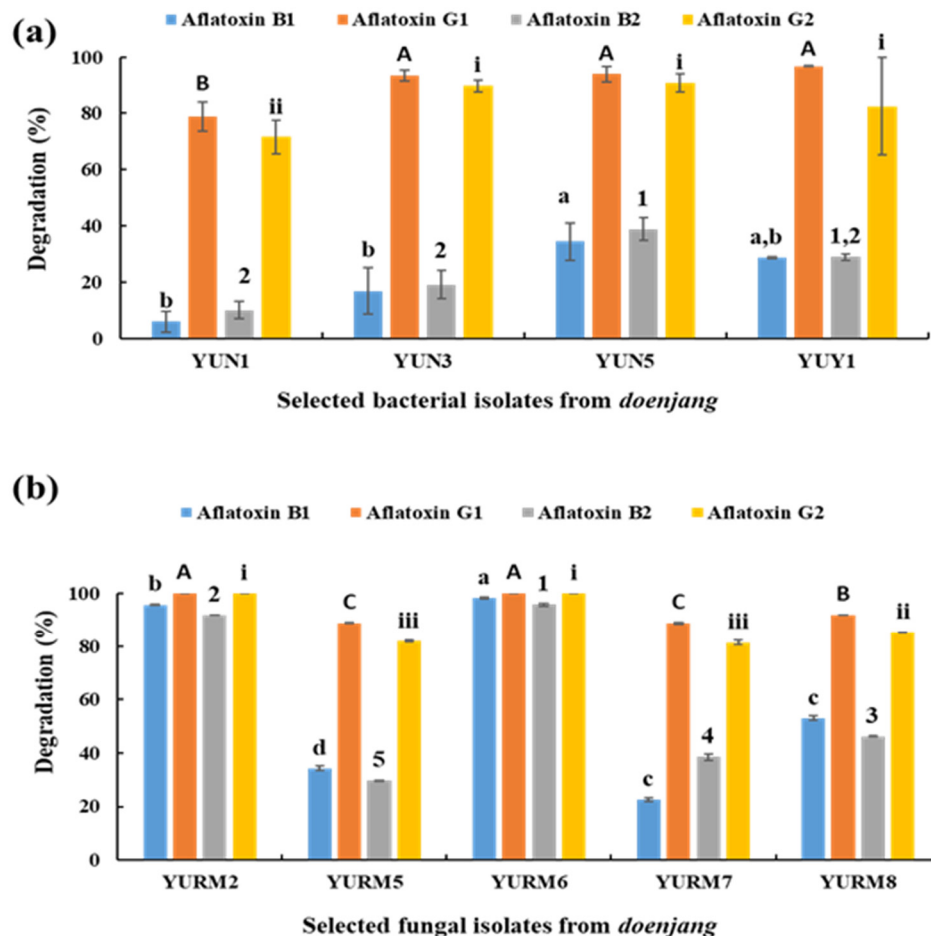 (a)
Aflatoxin B1 Aflatoxin G1 Aflatoxin B2 Aflatoxin G2
Degradation (%)
100
80
60
40
20
0
b B 2 ii
b A 2 i
a A 1 i
a,b A 1,2 i
YUN1 YUN3 YUN5 YUY1
Selected bacterial isolates from doenjang
(b)
Aflatoxin B1 Aflatoxin G1 Aflatoxin B2 Aflatoxin G2
Degradation (%)
100
80
60
40
20
0
b A 2 i
d C 5 iii
a A 1 i
c C 4 iii
c B 3 ii
YURM2 YURM5 YURM6 YURM7 YURM8
Selected fungal isolates from doenjang